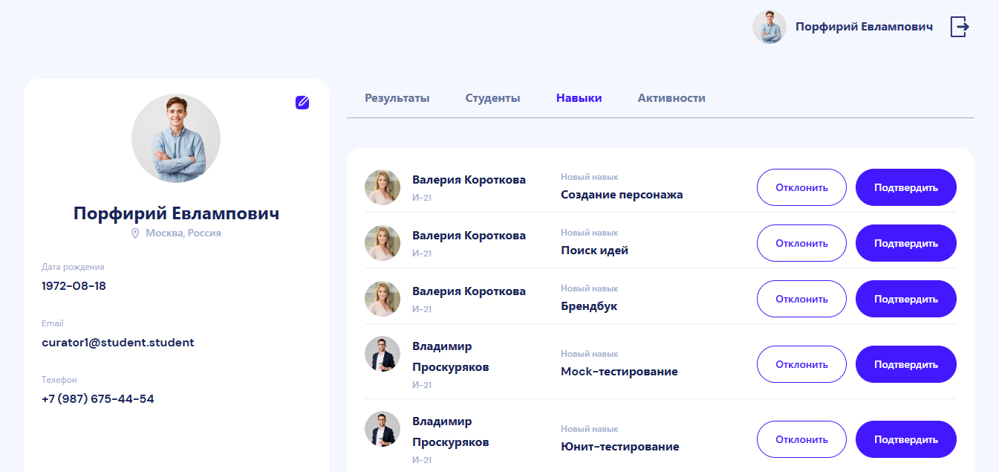 Порфирий Евлампович
Порфирий Евлампович
Москва, Россия
Дата рождения
1972-08-18
Email
curator1@student.student
Телефон
+7 (987) 675-44-54
Результаты Студенты Навыки Активности
Валерия Короткова
И-21
Новый навык
Создание персонажа
Отклонить Подтвердить
Валерия Короткова
И-21
Новый навык
Поиск идей
Отклонить Подтвердить
Валерия Короткова
И-21
Новый навык
Брендбук
Отклонить Подтвердить
Владимир
Проскуряков
И-21
Новый навык
Mock-тестирование
Отклонить Подтвердить
Владимир
Проскуряков
И-21
Новый навык
Юнит-тестирование
Отклонить Подтвердить